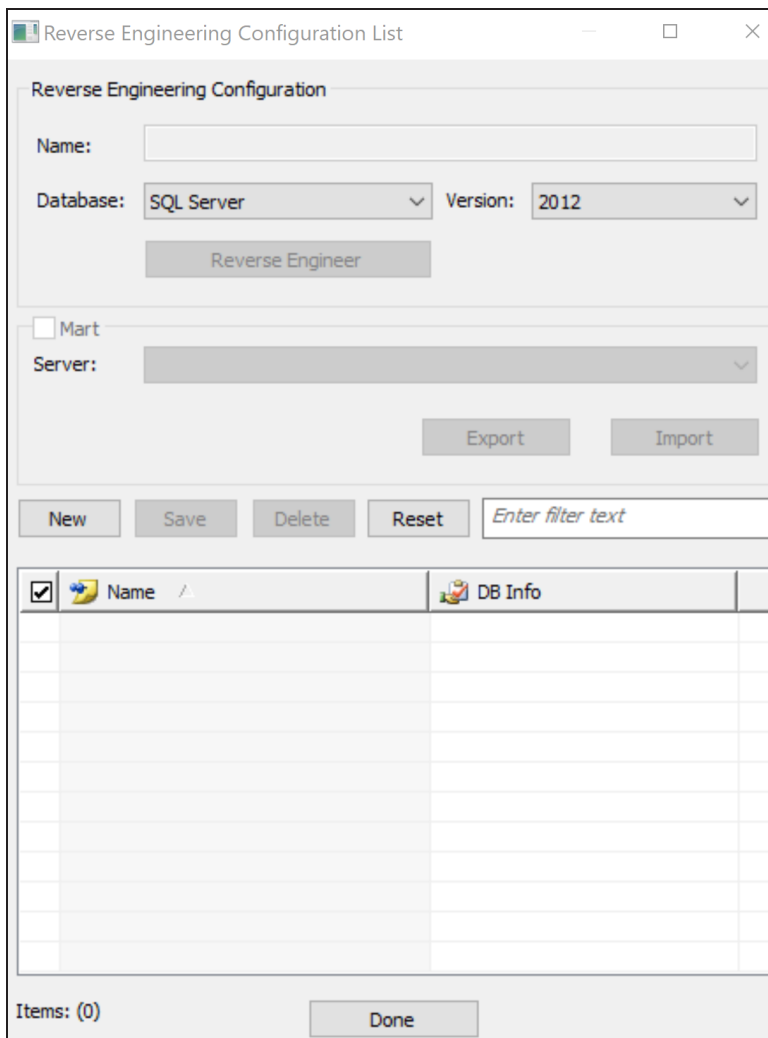 Reverse Engineering Configuration List
Reverse Engineering Configuration
Name:
Database: SQL Server Version: 2012
Reverse Engineer
Mart
Server:
Export Import
New Save Delete Reset Enter filter text
Name DB Info
Items: (0)
Done